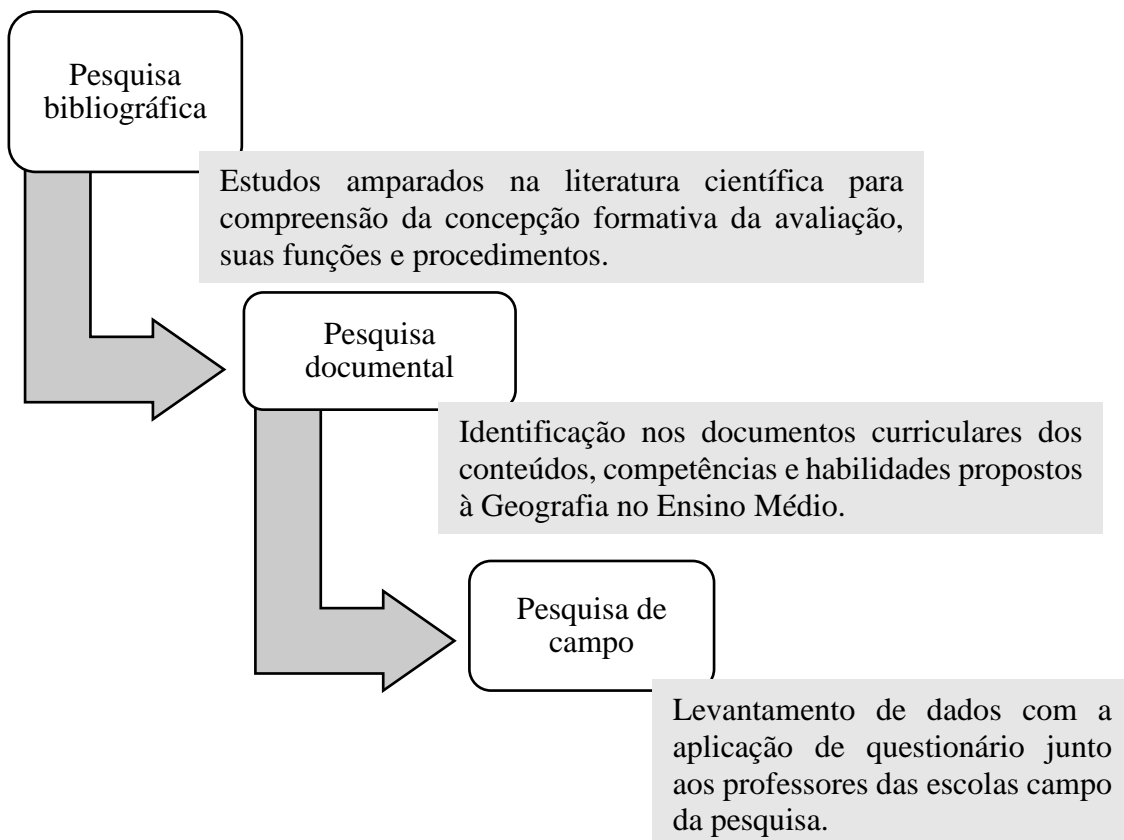 Pesquisa
bibliográfica
Estudos amparados na literatura científica para
compreensão da concepção formativa da avaliação,
suas funções e procedimentos.
Pesquisa
documental
Identificação nos documentos curriculares dos
conteúdos, competências e habilidades propostos
à Geografia no Ensino Médio.
Pesquisa de
campo
Levantamento de dados com a
aplicação de questionário junto
aos professores das escolas campo
da pesquisa.